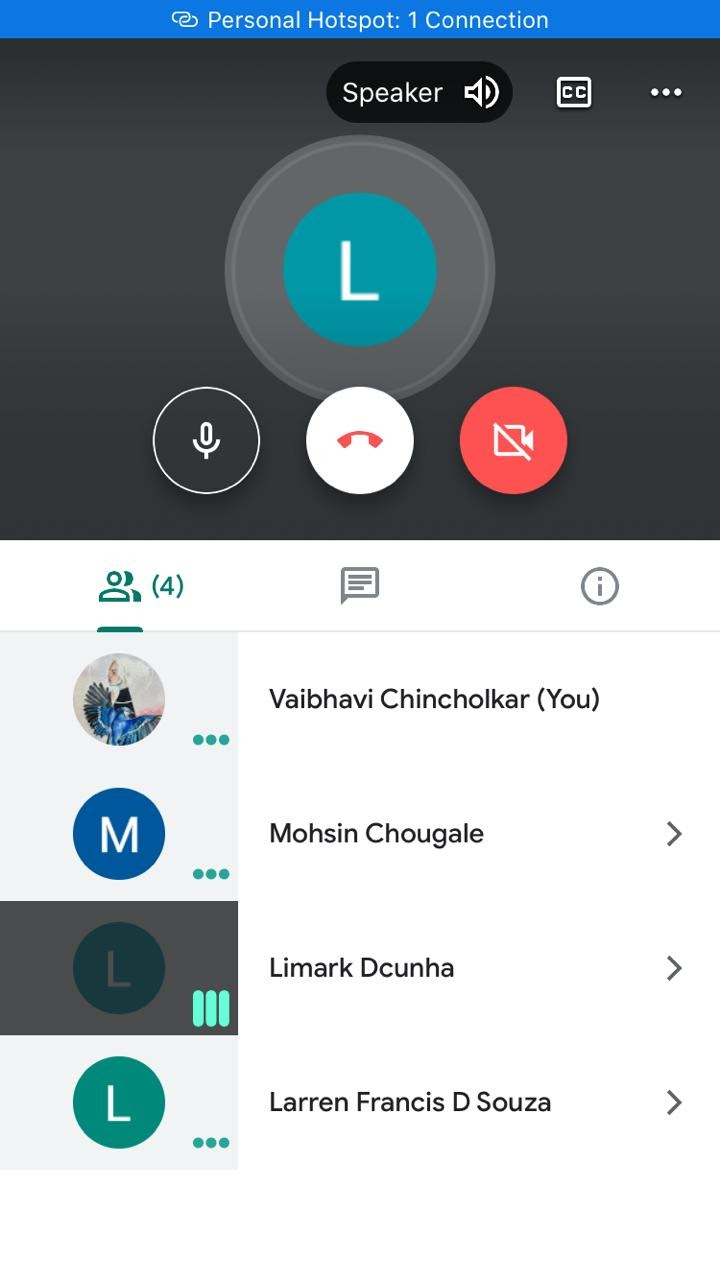 Personal Hotspot: 1 Connection
Speaker
CC
L
(4)
Vaibhavi Chincholkar (You)
M
Mohsin Chougale
L
Limark Dcunha
L
Larren Francis D Souza